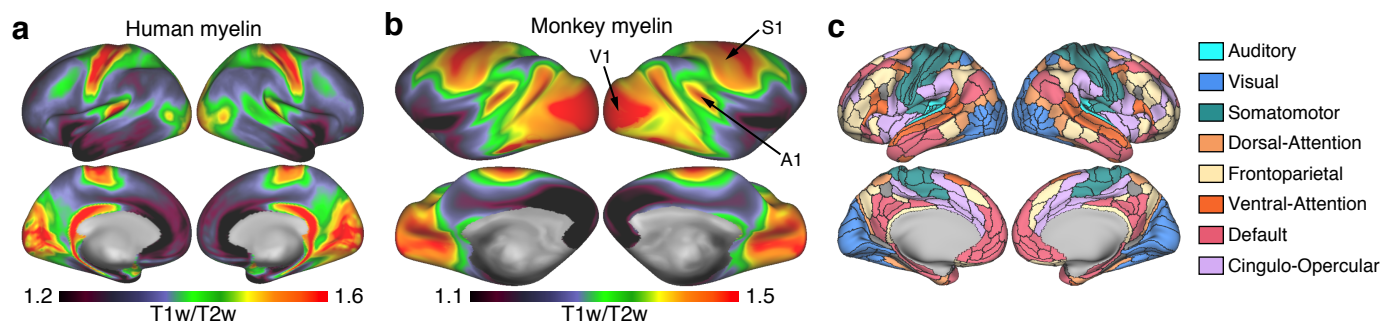 a
Human myelin
1.2
1.6
T1w/T2w
b
Monkey myelin
V1
S1
A1
1.1
1.5
T1w/T2w
c
Auditory
Visual
Somatomotor
Dorsal-Attention
Frontoparietal
Ventral-Attention
Default
Cingulo-Opercular